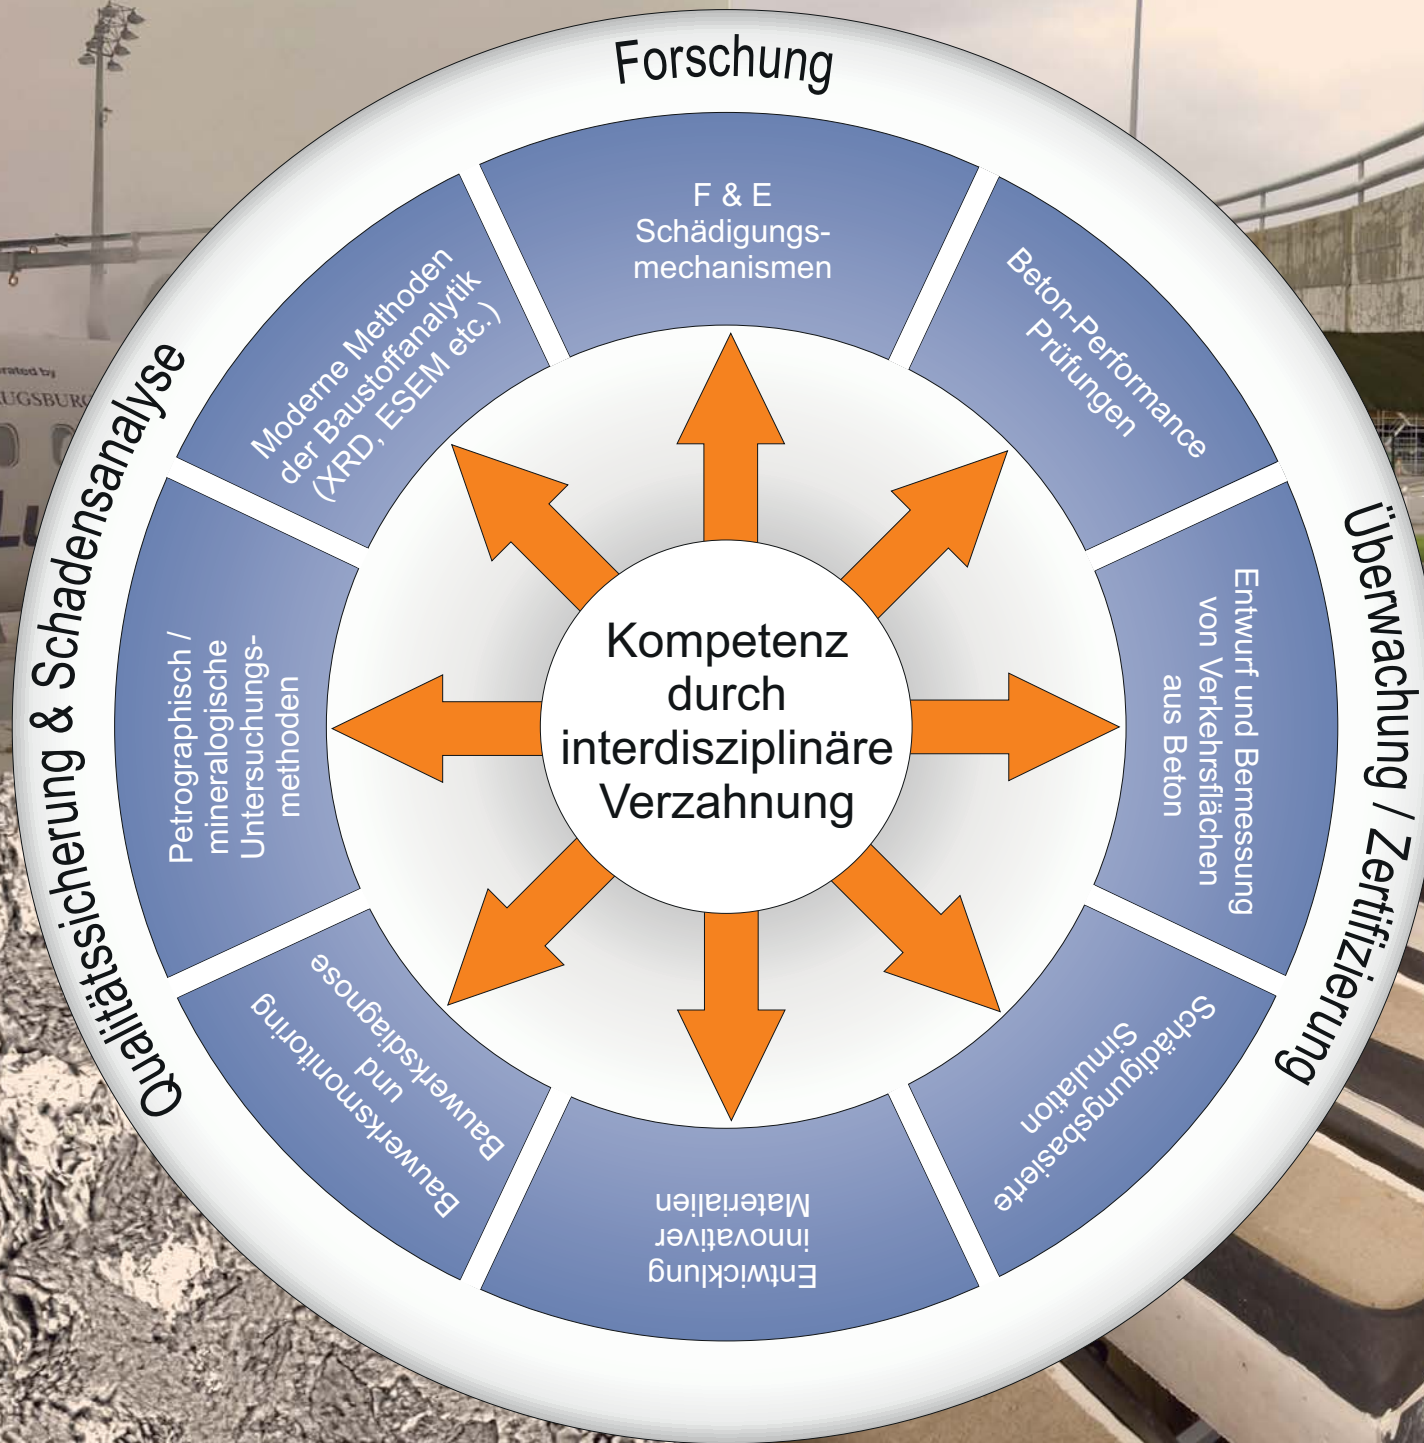 Forschung
F & E
Schädigungs-
mechanismen
Beton-Performance
Prüfungen
Überwachung / Zertifizierung
Entwurf und Bemessung
von Verkehrsflächen
aus Beton
Schädigungsbasierte
Simulation
Entwicklung
innovativer
Materialien
Bauwerksmonitoring
und
Bauwerksdiagnose
Petrographisch /
mineralogische
Untersuchungs-
methoden
Moderne Methoden
der Baustoffanalytik
(XRD, ESEM etc.)
Qualitätssicherung & Schadensanalyse
Kompetenz
durch
interdisziplinäre
Verzahnung